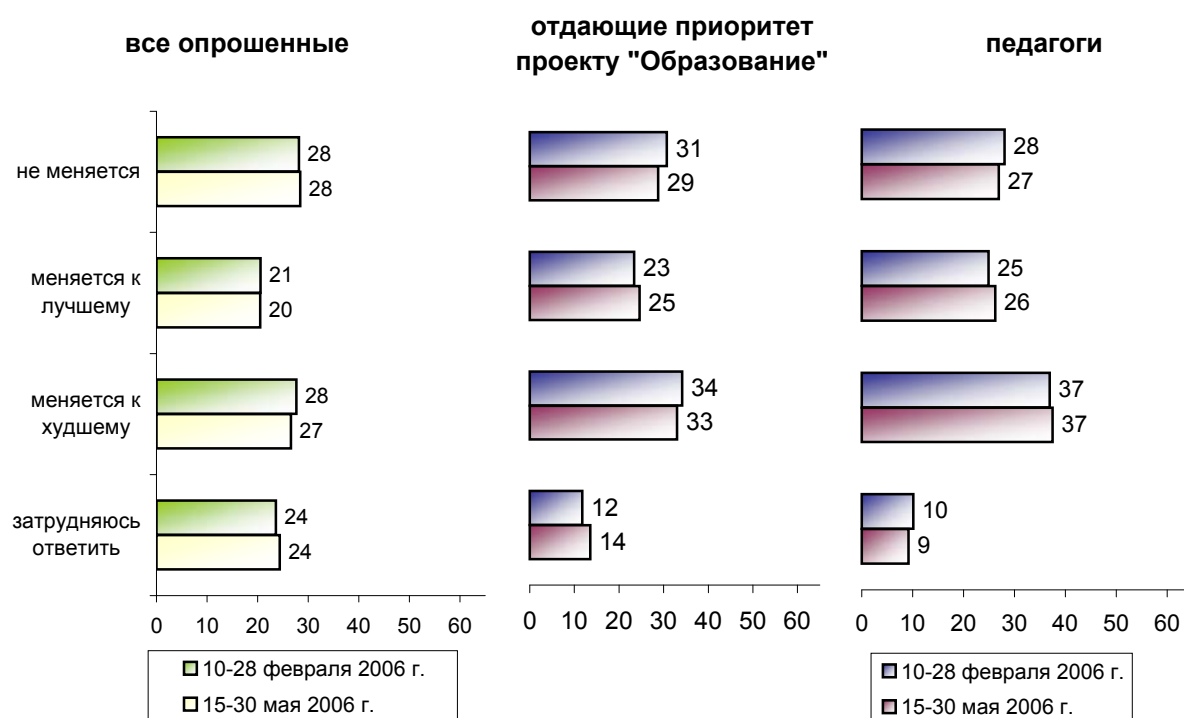 все опрошенные
отдающие приоритет
проекту "Образование"
педагоги
не меняется
28
28
31
29
28
27
меняется к
лучшему
21
20
23
25
25
26
меняется к
худшему
28
27
34
33
37
37
затрудняюсь
ответить
24
24
12
14
10
9
0 10 20 30 40 50 60
0 10 20 30 40 50 60
0 10 20 30 40 50 60
10-28 февраля 2006 г.
15-30 мая 2006 г.
10-28 февраля 2006 г.
15-30 мая 2006 г.